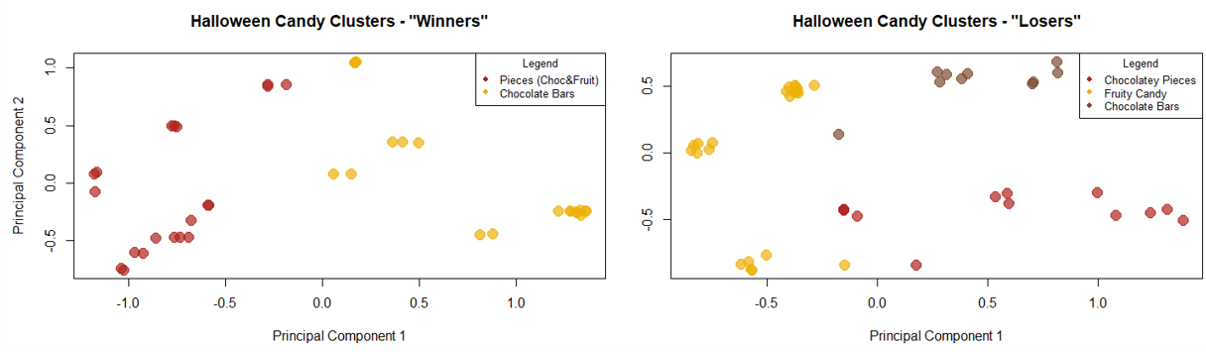 Halloween Candy Clusters - "Winners"
Principal Component 2
1.0
0.5
0.0
-0.5
-1.0
-0.5
0.0
0.5
1.0
Principal Component 1
Legend
Pieces (Choc&Fruit)
Chocolate Bars
Halloween Candy Clusters - "Losers"
0.5
0.0
-0.5
-0.5
0.0
0.5
1.0
Principal Component 1
Legend
Chocolatey Pieces
Fruity Candy
Chocolate Bars